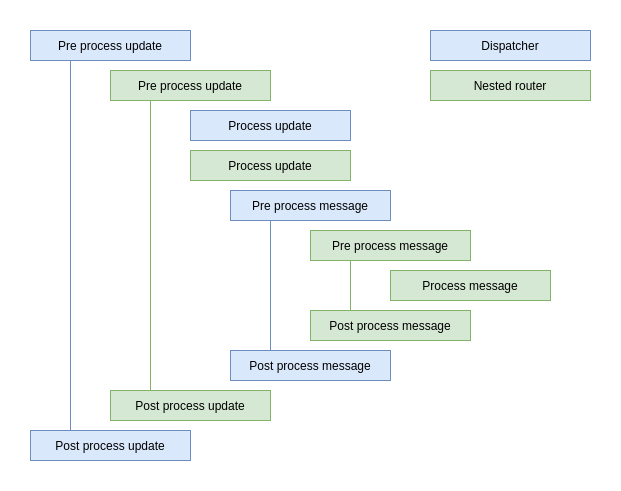 Pre process update
Dispatcher
Pre process update
Nested router
Process update
Process update
Pre process message
Pre process message
Process message
Post process message
Post process message
Post process update
Post process update